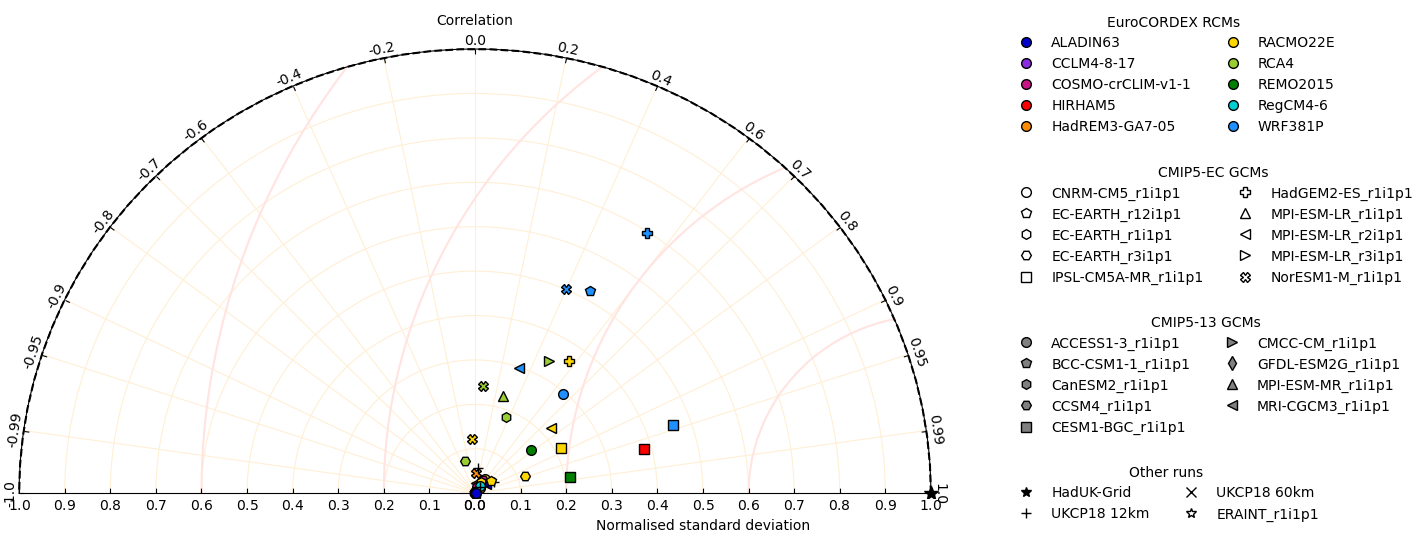 Correlation
0.0
-0.2
0.2
-0.4
0.4
-0.6
0.6
-0.7
0.7
-0.8
0.8
-0.9
0.9
-0.95
0.95
-0.99
0.99
-1.0
1.0
1.0 0.9 0.8 0.7 0.6 0.5 0.4 0.3 0.2 0.1 0.0 0.1 0.2 0.3 0.4 0.5 0.6 0.7 0.8 0.9 1.0
Normalised standard deviation
EuroCORDEX RCMs
ALADIN63 RACMO22E
CCLM4-8-17 RCA4
COSMO-crCLIM-v1-1 REMO2015
HIRHAM5 RegCM4-6
HadREM3-GA7-05 WRF381P
CMIP5-EC GCMs
CNRM-CM5_r1i1p1 HadGEM2-ES_r1i1p1
EC-EARTH_r12i1p1 MPI-ESM-LR_r1i1p1
EC-EARTH_r1i1p1 MPI-ESM-LR_r2i1p1
EC-EARTH_r3i1p1 MPI-ESM-LR_r3i1p1
IPSL-CM5A-MR_r1i1p1 NorESM1-M_r1i1p1
CMIP5-13 GCMs
ACCESS1-3_r1i1p1 CMCC-CM_r1i1p1
BCC-CSM1-1_r1i1p1 GFDL-ESM2G_r1i1p1
CanESM2_r1i1p1 MPI-ESM-MR_r1i1p1
CCSM4_r1i1p1 MRI-CGCM3_r1i1p1
CESM1-BGC_r1i1p1
Other runs
HadUK-Grid UKCP18 60km
UKCP18 12km ERAINT_r1i1p1